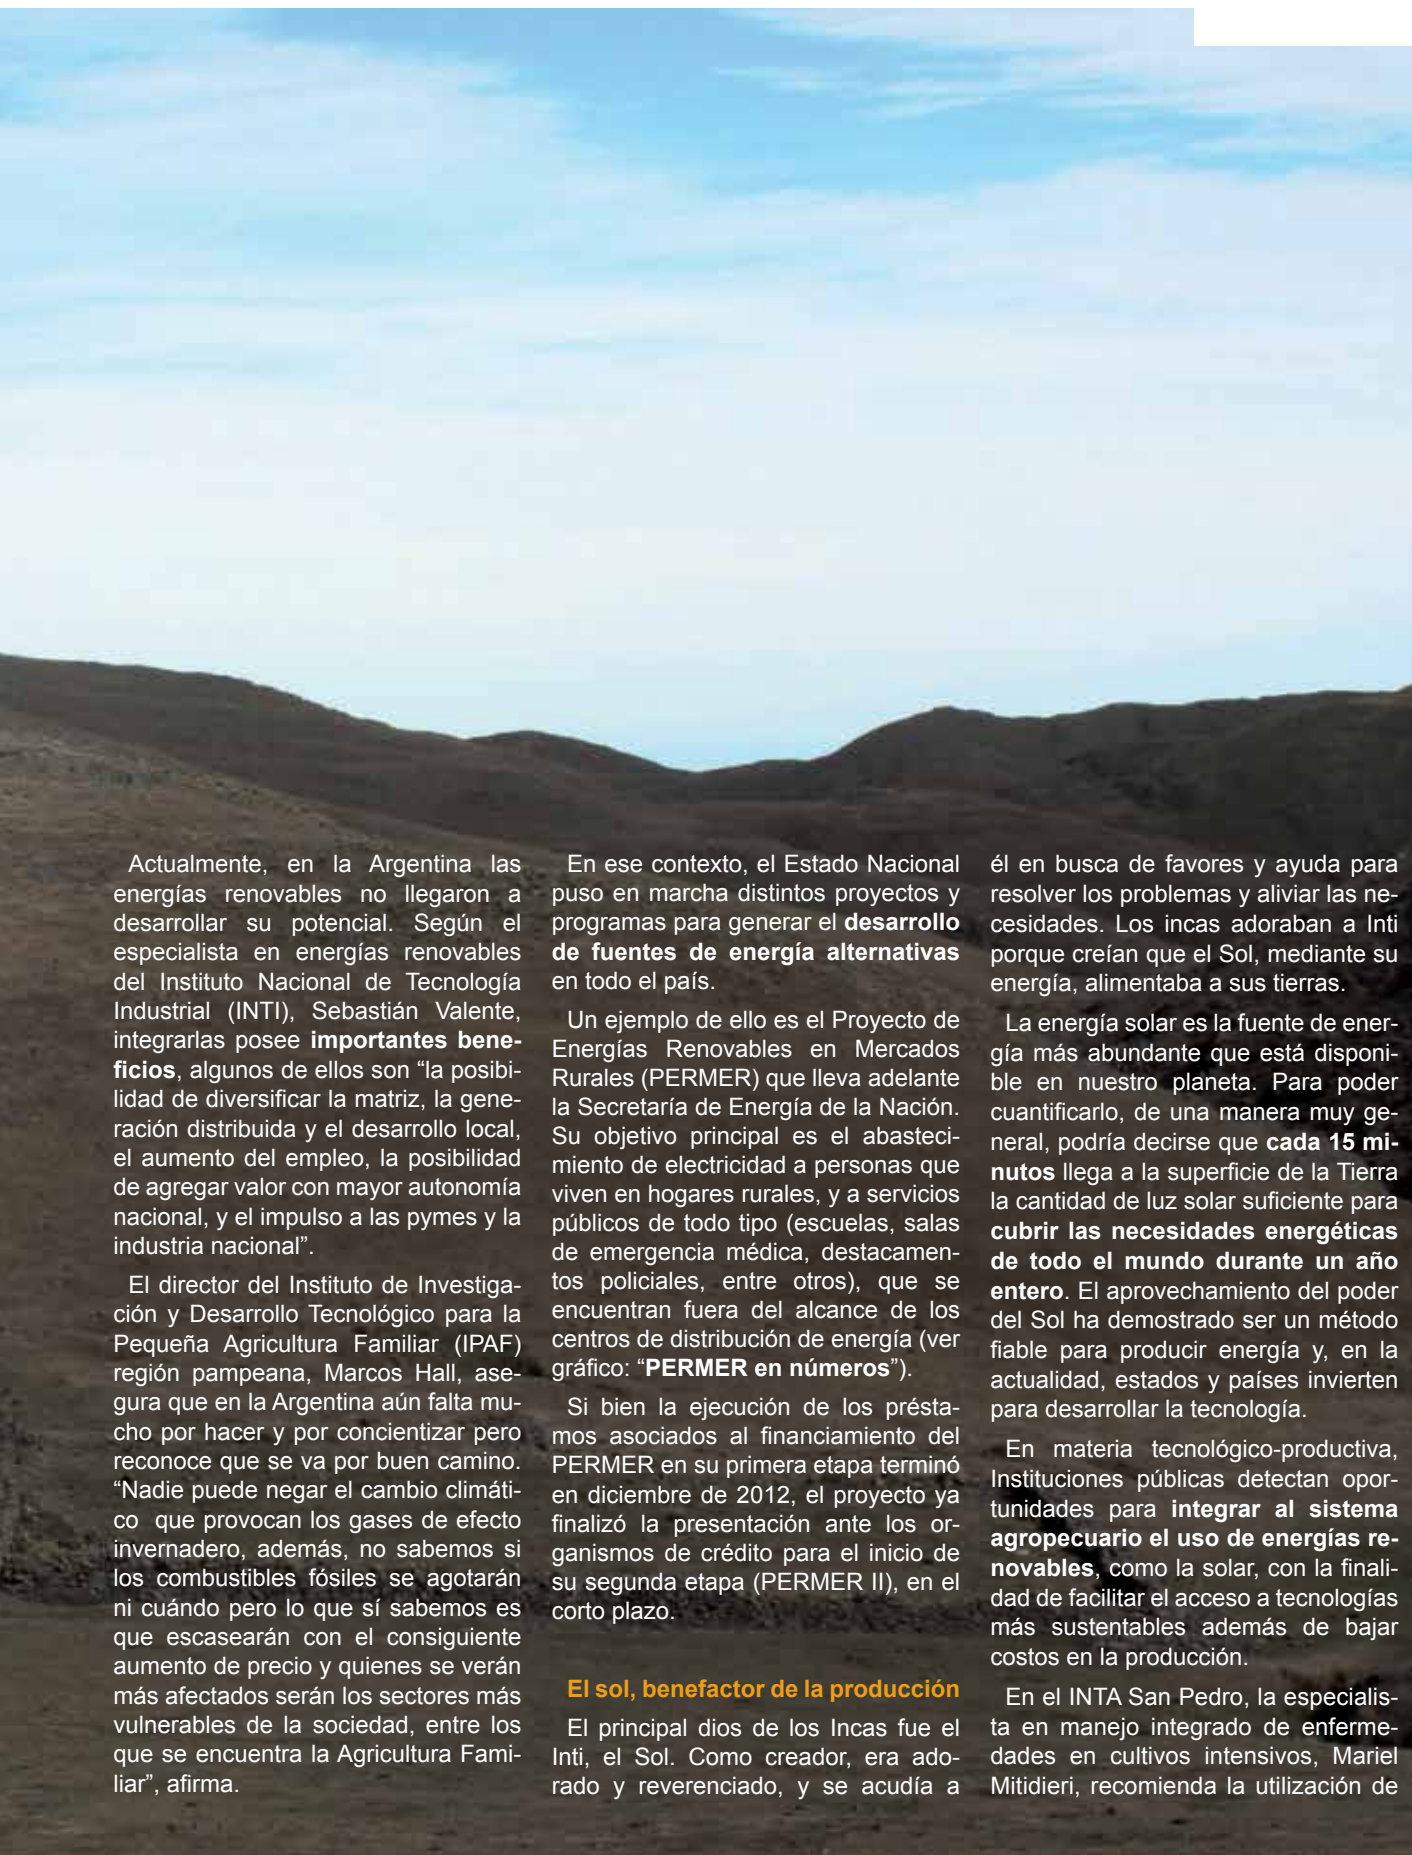 Actualmente, en la Argentina las
energías renovables no llegaron a
desarrollar su potencial. Según el
especialista en energías renovables
del Instituto Nacional de Tecnología
Industrial (INTI), Sebastián Valente,
integrarlas posee importantes bene-
ficios, algunos de ellos son “la posibi-
lidad de diversificar la matriz, la gene-
ración distribuida y el desarrollo local,
el aumento del empleo, la posibilidad
de agregar valor con mayor autonomía
nacional, y el impulso a las pymes y la
industria nacional”.
El director del Instituto de Investiga-
ción y Desarrollo Tecnológico para la
Pequeña Agricultura Familiar (IPAF)
región pampeana, Marcos Hall, ase-
gura que en la Argentina aún falta mu-
cho por hacer y por concientizar pero
reconoce que se va por buen camino.
“Nadie puede negar el cambio climáti-
co que provocan los gases de efecto
invernadero, además, no sabemos si
los combustibles fósiles se agotarán
ni cuándo pero lo que sí sabemos es
que escasearán con el consiguiente
aumento de precio y quienes se verán
más afectados serán los sectores más
vulnerables de la sociedad, entre los
que se encuentra la Agricultura Fami-
liar”, afirma.
En ese contexto, el Estado Nacional
puso en marcha distintos proyectos y
programas para generar el desarrollo
de fuentes de energía alternativas
en todo el país.
Un ejemplo de ello es el Proyecto de
Energías Renovables en Mercados
Rurales (PERMER) que lleva adelante
la Secretaría de Energía de la Nación.
Su objetivo principal es el abasteci-
miento de electricidad a personas que
viven en hogares rurales, y a servicios
públicos de todo tipo (escuelas, salas
de emergencia médica, destacamen-
tos policiales, entre otros), que se
encuentran fuera del alcance de los
centros de distribución de energía (ver
gráfico: “PERMER en números”).
Si bien la ejecución de los présta-
mos asociados al financiamiento del
PERMER en su primera etapa terminó
en diciembre de 2012, el proyecto ya
finalizó la presentación ante los or-
ganismos de crédito para el inicio de
su segunda etapa (PERMER II), en el
corto plazo.
El sol, benefactor de la producción
El principal dios de los Incas fue el
Inti, el Sol. Como creador, era ado-
rado y reverenciado, y se acudía a
él en busca de favores y ayuda para
resolver los problemas y aliviar las ne-
cesidades. Los incas adoraban a Inti
porque creían que el Sol, mediante su
energía, alimentaba a sus tierras.
La energía solar es la fuente de ener-
gía más abundante que está disponi-
ble en nuestro planeta. Para poder
cuantificarlo, de una manera muy ge-
neral, podría decirse que cada 15 mi-
nutos llega a la superficie de la Tierra
la cantidad de luz solar suficiente para
cubrir las necesidades energéticas
de todo el mundo durante un año
entero. El aprovechamiento del poder
del Sol ha demostrado ser un método
fiable para producir energía y, en la
actualidad, estados y países invierten
para desarrollar la tecnología.
En materia tecnológico-productiva,
Instituciones públicas detectan opor-
tunidades para integrar al sistema
agropecuario el uso de energías re-
novables, como la solar, con la finali-
dad de facilitar el acceso a tecnologías
más sustentables además de bajar
costos en la producción.
En el INTA San Pedro, la especialis-
ta en manejo integrado de enferme-
dades en cultivos intensivos, Mariel
Mitidieri, recomienda la utilización de